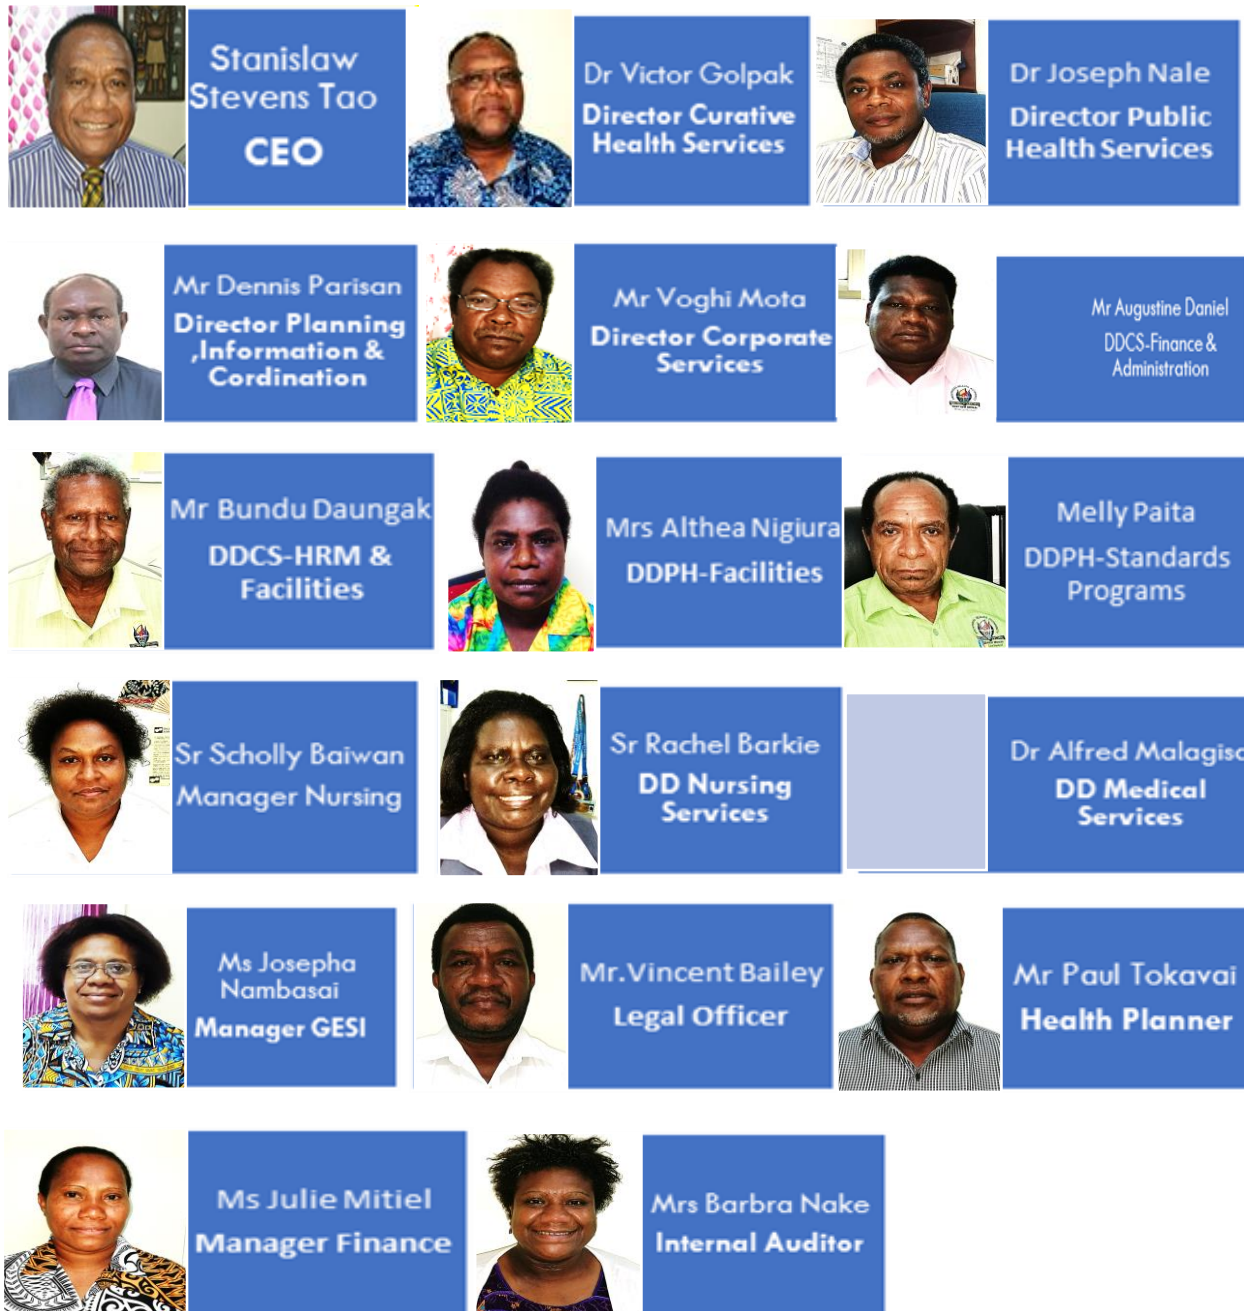 Stanislaw
Stevens Tao
CEO
Dr Victor Golpak
Director Curative
Health Services
Dr Joseph Nale
Director Public
Health Services
Mr Dennis Parisan
Director Planning
,Information &
Cordination
Mr Voghi Mota
Director Corporate
Services
Mr Augustine Daniel
DDCS-Finance &
Administration
Mr Bundu Daungak
DDCS-HRM &
Facilities
Mrs Althea Nigiura
DDPH-Facilities
Melly Paita
DDPH-Standards
Programs
Sr Scholly Baiwan
Manager Nursing
Sr Rachel Barkie
DD Nursing
Services
Dr Alfred Malagisa
DD Medical
Services
Ms Josepha
Nambasai
Manager GESI
Mr.Vincent Bailey
Legal Officer
Mr Paul Tokavai
Health Planner
Ms Julie Mitiel
Manager Finance
Mrs Barbra Nake
Internal Auditor